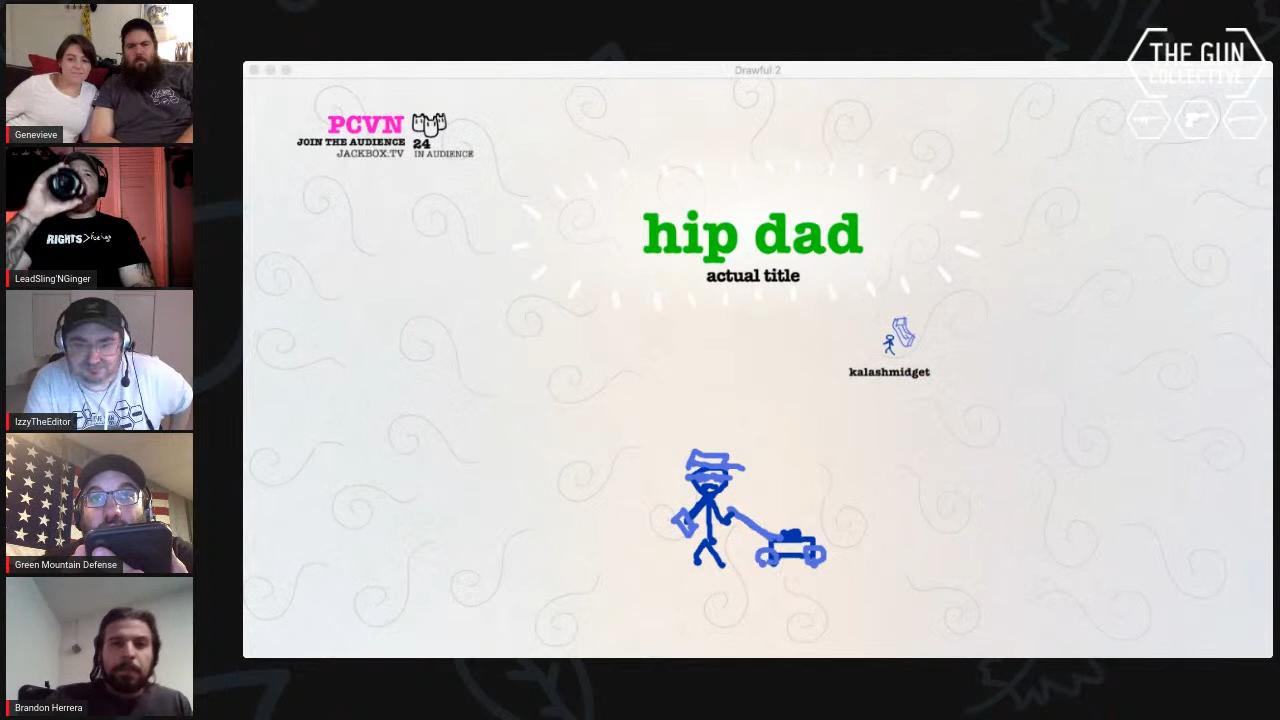 Genevieve
RIGHTS>feelings
LeadSling'NGinger
IzzyTheEditor
Green Mountain Defense
Brandon Herrera
THE GUN
COLLECTIVE
Drawful 2
PCVN
JOIN THE AUDIENCE
JACKBOX.TV
24
IN AUDIENCE
hip dad
actual title
kalashmidget